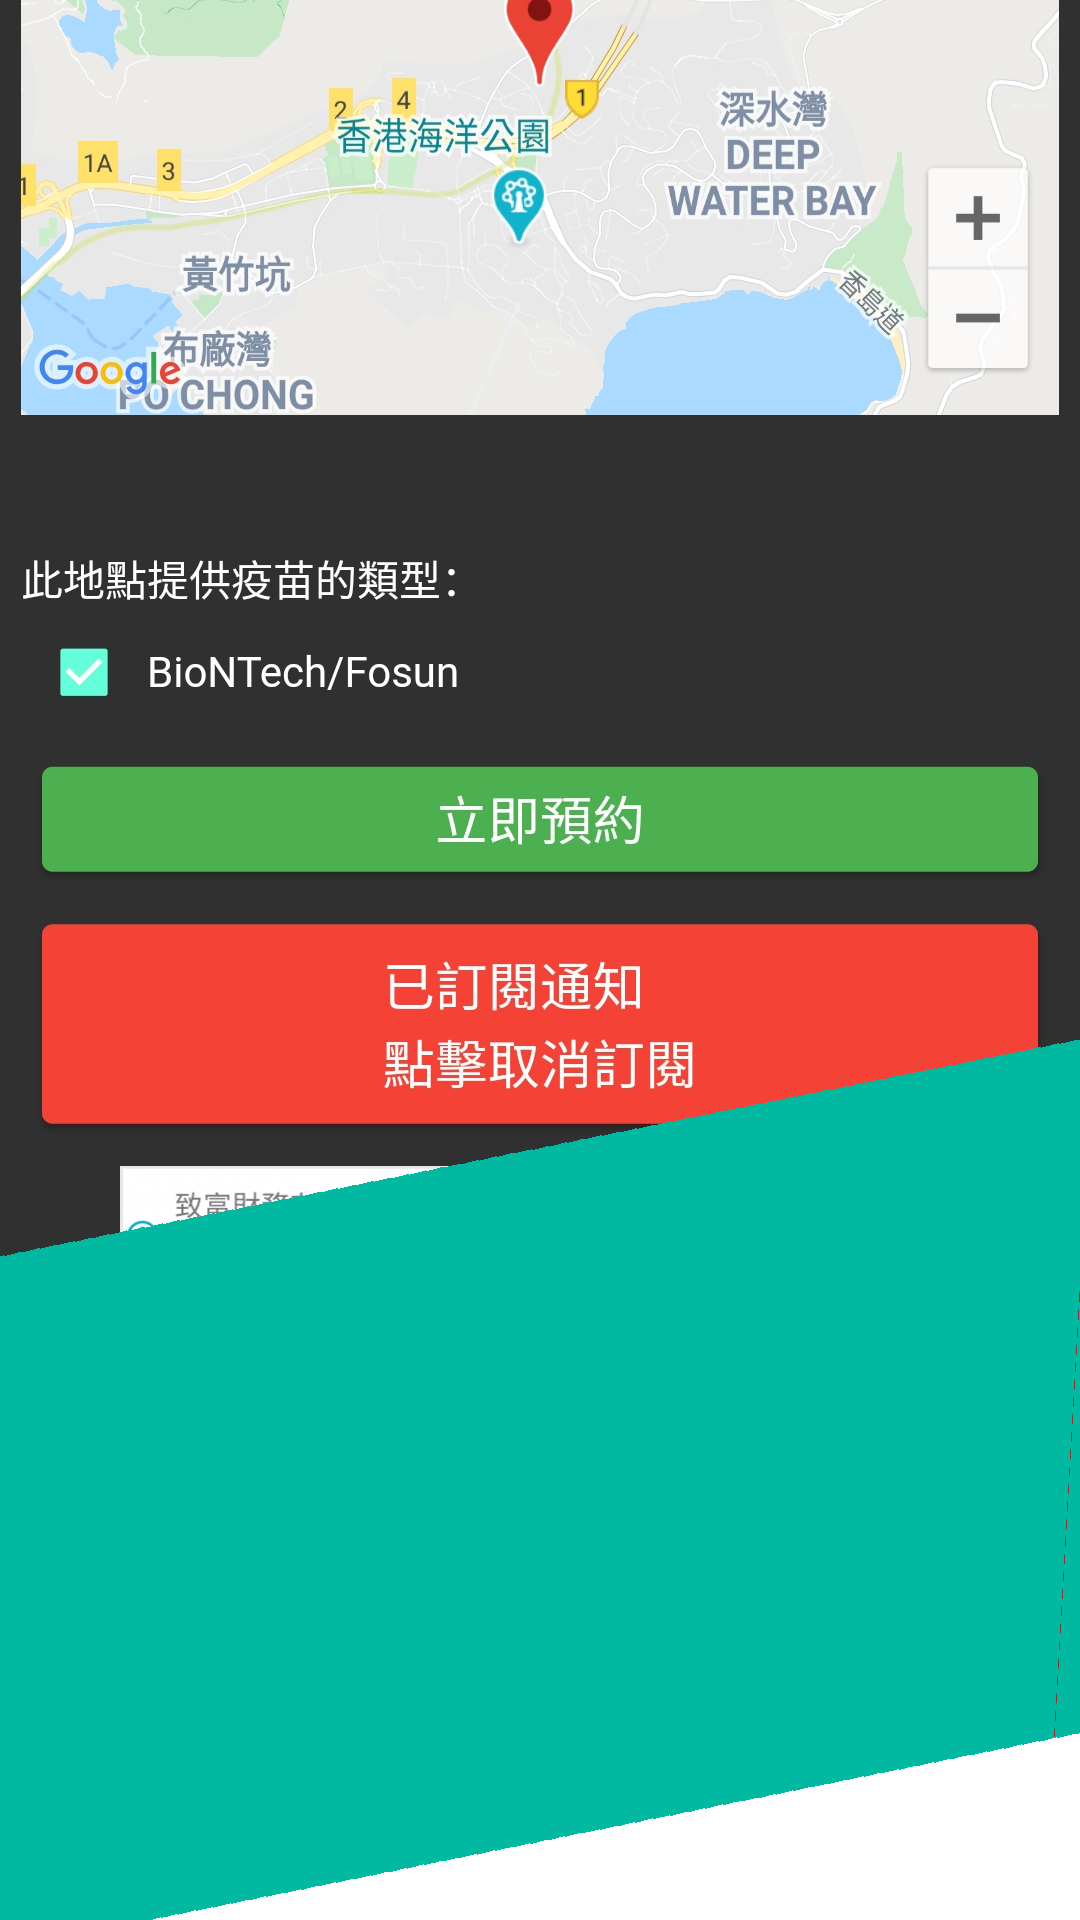 2
4
1
1A
3
1
香港海洋公園
深水灣
DEEP
WATER BAY
+
−
黃竹坑
香島道
布廠灣
PO CHONG
Google
此地點提供疫苗的類型：
BioNTech/Fosun
立即預約
已訂閱通知
點擊取消訂閱
致富財務